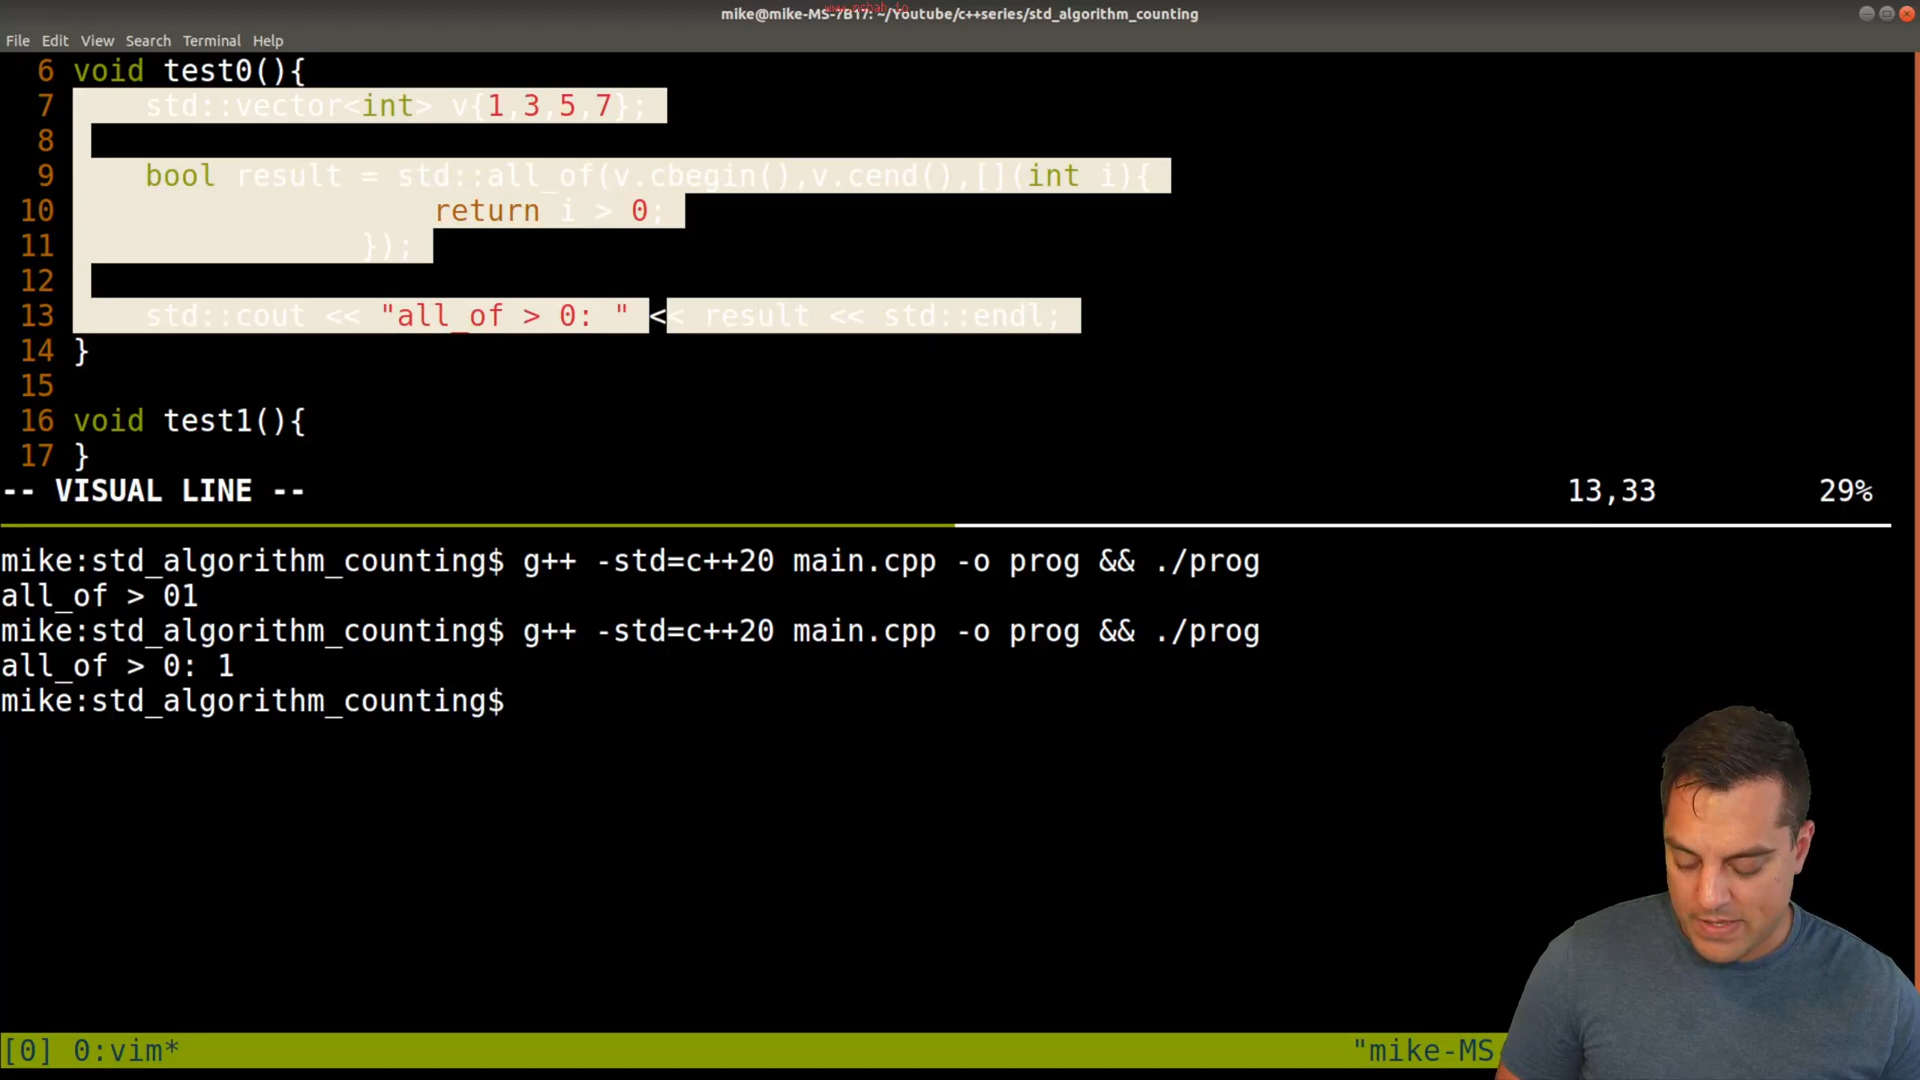 www.mshah.io
mike@mike-MS-7B17: ~/Youtube/c++series/std_algorithm_counting
File Edit View Search Terminal Help
6 void test0(){
7     std::vector<int> v{1,3,5,7};
8
9     bool result = std::all_of(v.cbegin(),v.cend(),[](int i){
10                     return i > 0;
11                 });
12
13     std::cout << "all_of > 0: " << result << std::endl;
14 }
15
16 void test1(){
17 }
-- VISUAL LINE -- 13,33 29%
mike:std_algorithm_counting$ g++ -std=c++20 main.cpp -o prog && ./prog
all_of > 01
mike:std_algorithm_counting$ g++ -std=c++20 main.cpp -o prog && ./prog
all_of > 0: 1
mike:std_algorithm_counting$
[0] 0:vim* "mike-MS